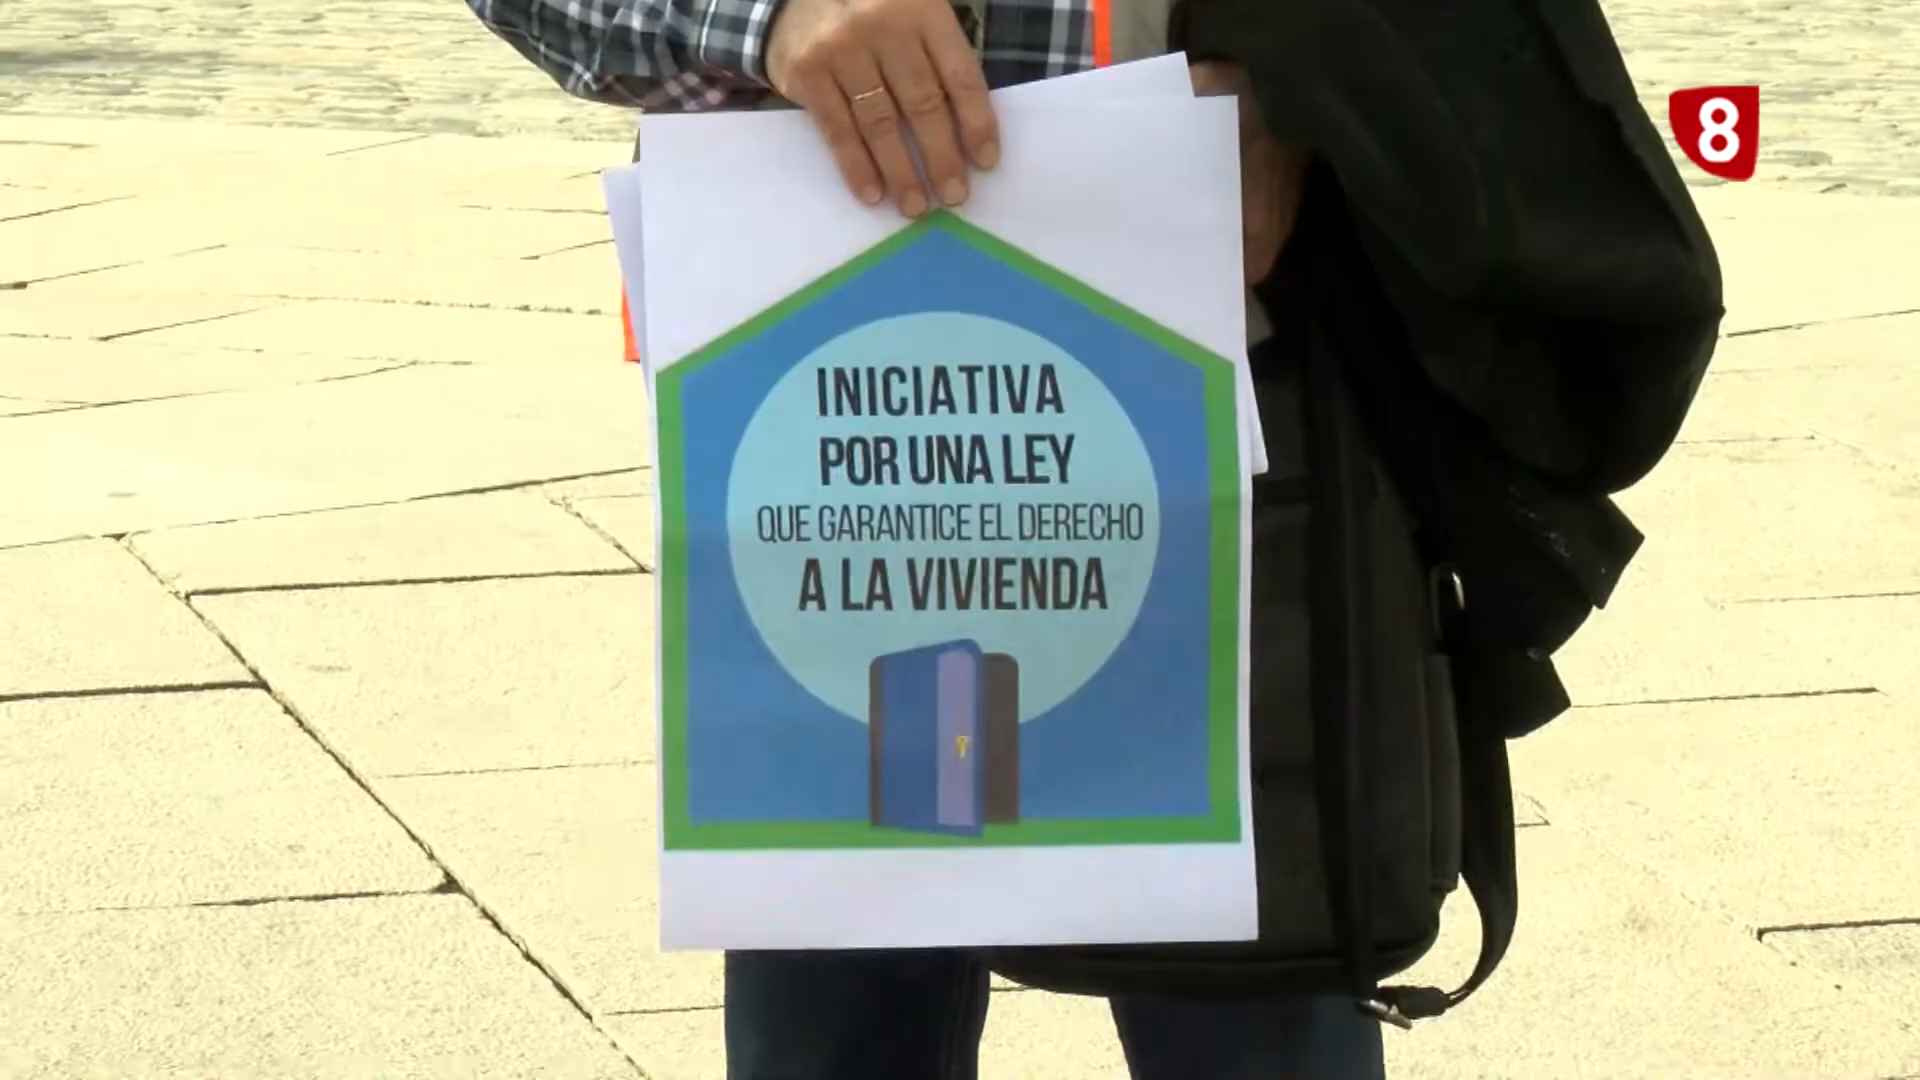 8
INICIATIVA
POR UNA LEY
QUE GARANTICE EL DERECHO
A LA VIVIENDA